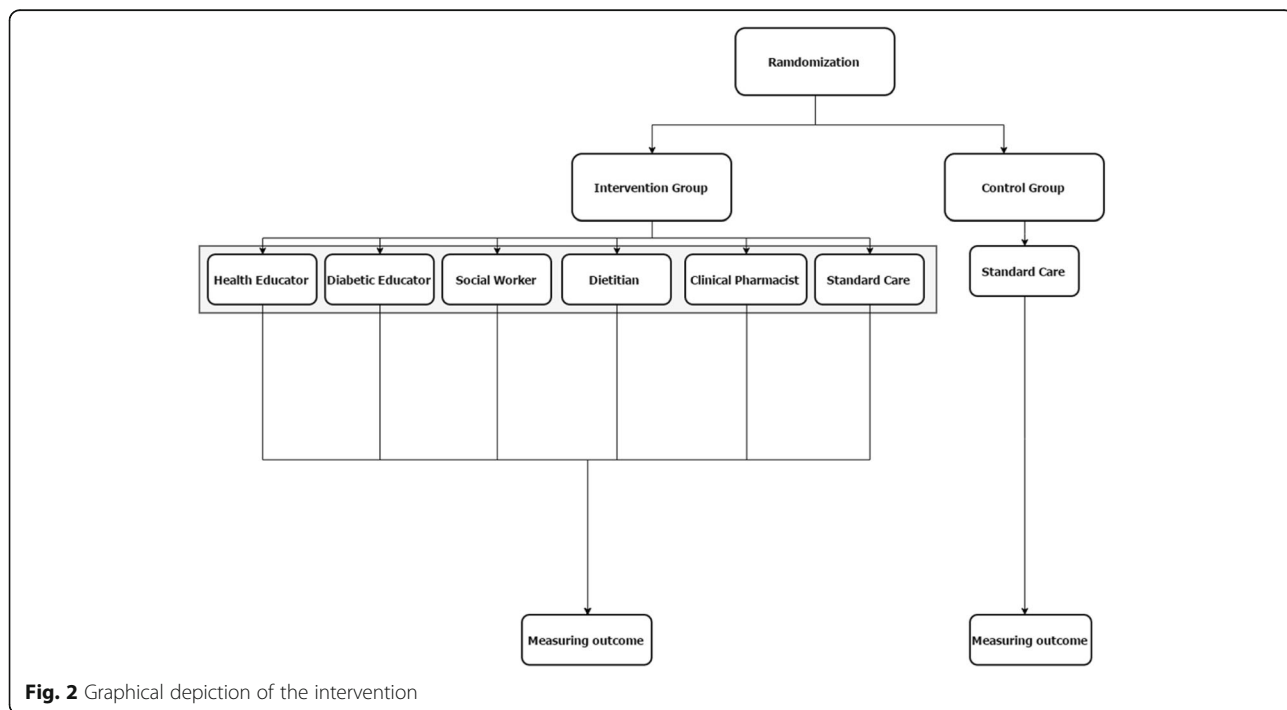 Ramdomization
Intervention Group
Control Group
Health Educator
Diabetic Educator
Social Worker
Dietitian
Clinical Pharmacist
Standard Care
Standard Care
Measuring outcome
Measuring outcome
Fig. 2 Graphical depiction of the intervention